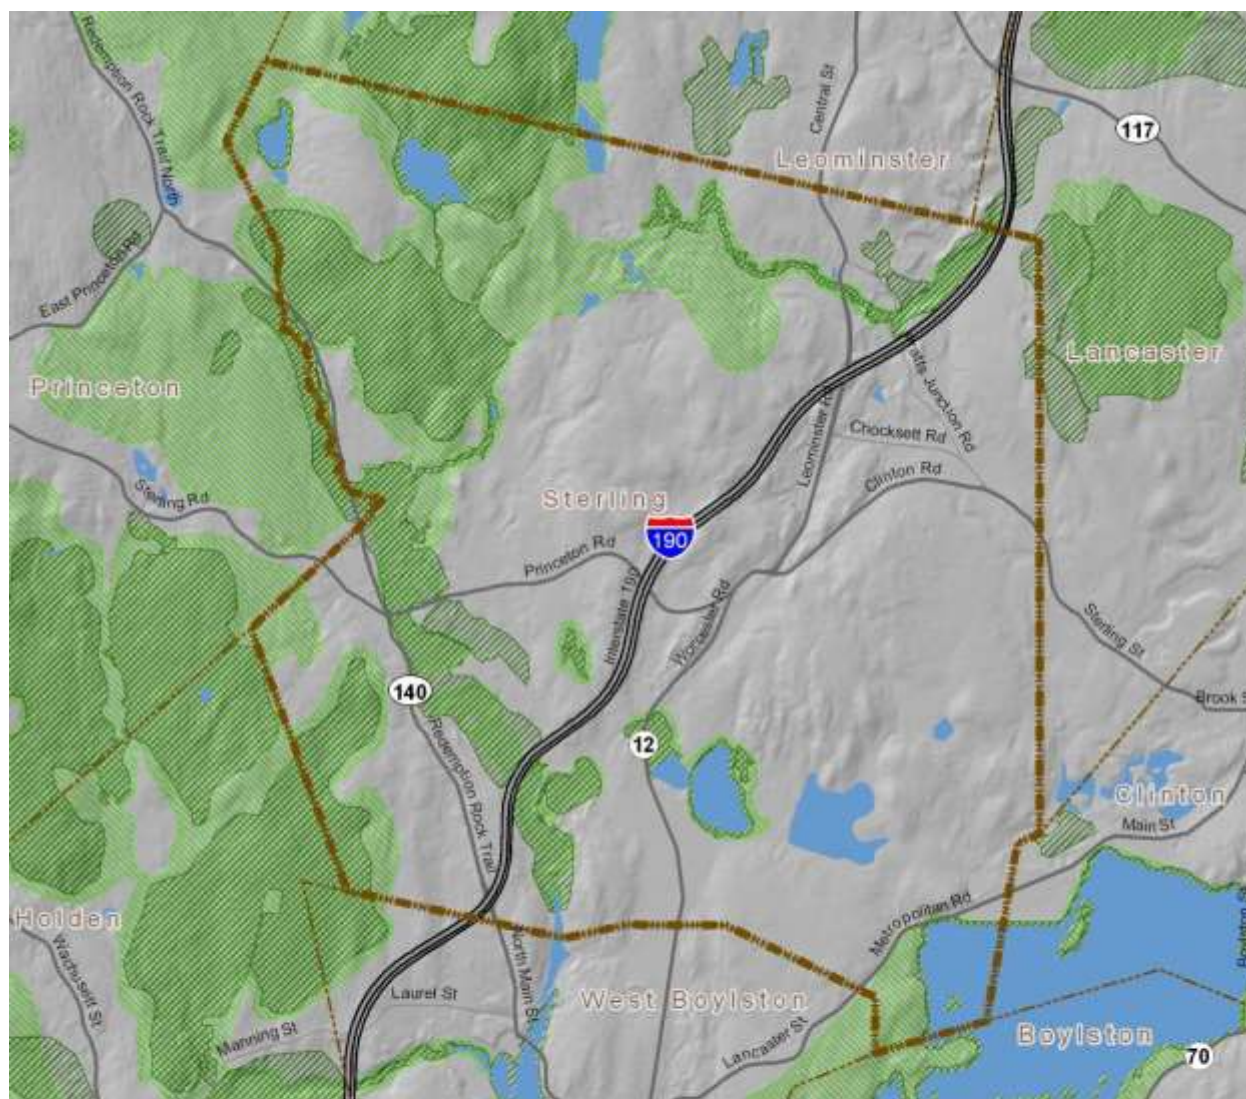 Redemption Rock Trail North
Central St
117
Leominster
East Princeton Rd
Lancaster
Princeton
Junction Rd
Leominster
Chocksett Rd
Clinton Rd
Sterling Rd
Sterling
190
Princeton Rd
Interstate 190
Worcester Rd
Sterling St
140
Brook S
12
Redemption Rock Trail
Clinton
Main St
Metropolitan Rd
Holden
Wachusett St
North Main St
Boylston St
Laurel St
West Boylston
Manning St
Lancaster St
Boylston
70